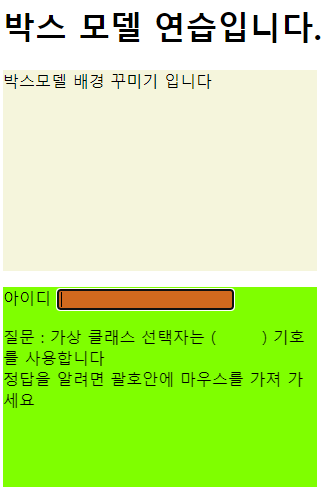 박스 모델 연습입니다.
박스모델 배경 꾸미기 입니다
아이디
질문 : 가상 클래스 선택자는 (        ) 기호
를 사용합니다
정답을 알려면 괄호안에 마우스를 가져 가
세요